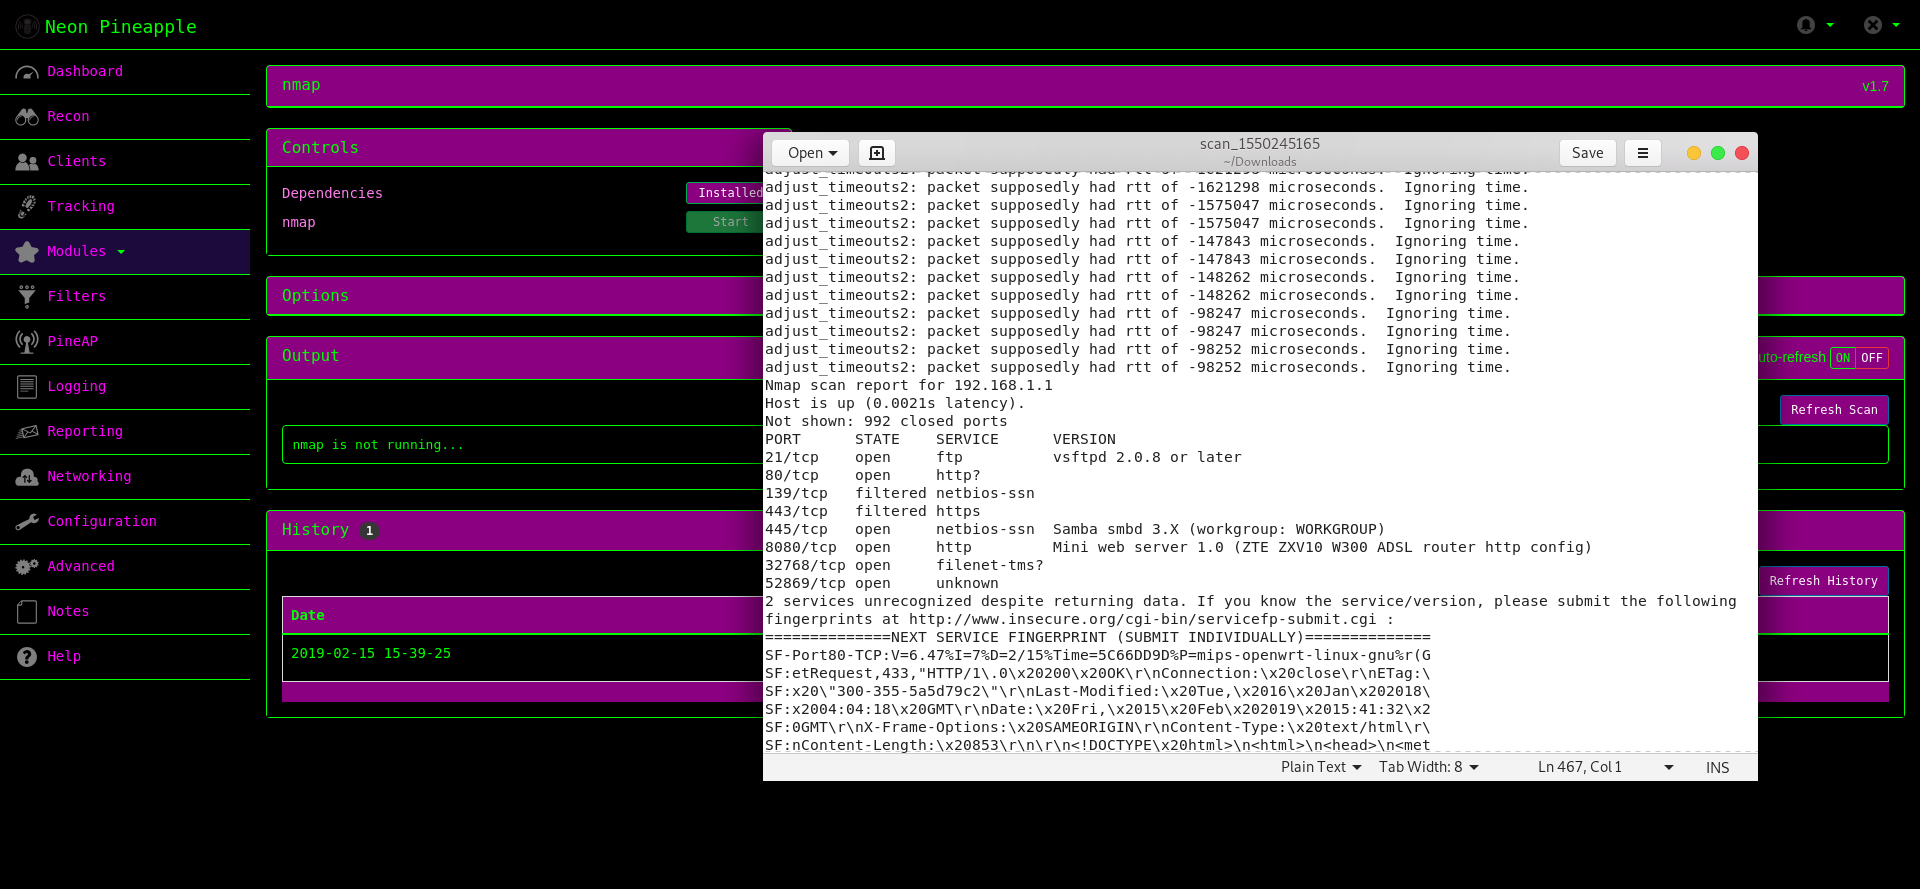 Neon Pineapple
Dashboard
Recon
Clients
Tracking
Modules
Filters
PineAP
Logging
Reporting
Networking
Configuration
Advanced
Notes
Help
nmap v1.7
Controls
Dependencies Installed
nmap Start
Options
Output
uto-refresh ON OFF
Refresh Scan
nmap is not running...
History 1
Refresh History
Date
2019-02-15 15-39-25
Open
scan_1550245165
~/Downloads
Save
adjust_timeouts2: packet supposedly had rtt of -1621298 microseconds.  Ignoring time.
adjust_timeouts2: packet supposedly had rtt of -1621298 microseconds.  Ignoring time.
adjust_timeouts2: packet supposedly had rtt of -1575047 microseconds.  Ignoring time.
adjust_timeouts2: packet supposedly had rtt of -1575047 microseconds.  Ignoring time.
adjust_timeouts2: packet supposedly had rtt of -147843 microseconds.  Ignoring time.
adjust_timeouts2: packet supposedly had rtt of -147843 microseconds.  Ignoring time.
adjust_timeouts2: packet supposedly had rtt of -148262 microseconds.  Ignoring time.
adjust_timeouts2: packet supposedly had rtt of -148262 microseconds.  Ignoring time.
adjust_timeouts2: packet supposedly had rtt of -98247 microseconds.  Ignoring time.
adjust_timeouts2: packet supposedly had rtt of -98247 microseconds.  Ignoring time.
adjust_timeouts2: packet supposedly had rtt of -98252 microseconds.  Ignoring time.
adjust_timeouts2: packet supposedly had rtt of -98252 microseconds.  Ignoring time.
Nmap scan report for 192.168.1.1
Host is up (0.0021s latency).
Not shown: 992 closed ports
PORT      STATE    SERVICE      VERSION
21/tcp    open     ftp          vsftpd 2.0.8 or later
80/tcp    open     http?
139/tcp   filtered netbios-ssn
443/tcp   filtered https
445/tcp   open     netbios-ssn  Samba smbd 3.X (workgroup: WORKGROUP)
8080/tcp  open     http         Mini web server 1.0 (ZTE ZXV10 W300 ADSL router http config)
32768/tcp open     filenet-tms?
52869/tcp open     unknown
2 services unrecognized despite returning data. If you know the service/version, please submit the following
fingerprints at http://www.insecure.org/cgi-bin/servicefp-submit.cgi :
==============NEXT SERVICE FINGERPRINT (SUBMIT INDIVIDUALLY)==============
SF-Port80-TCP:V=6.47%I=7%D=2/15%Time=5C66DD9D%P=mips-openwrt-linux-gnu%r(G
SF:etRequest,433,"HTTP/1\.0\x20200\x20OK\r\nConnection:\x20close\r\nETag:\
SF:x20\"300-355-5a5d79c2\"\r\nLast-Modified:\x20Tue,\x2016\x20Jan\x202018\
SF:x2004:04:18\x20GMT\r\nDate:\x20Fri,\x2015\x20Feb\x202019\x2015:41:32\x2
SF:0GMT\r\nX-Frame-Options:\x20SAMEORIGIN\r\nContent-Type:\x20text/html\r\
SF:nContent-Length:\x20853\r\n\r\n<!DOCTYPE\x20html>\n<html>\n<head>\n<met
Plain Text Tab Width: 8 Ln 467, Col 1 INS